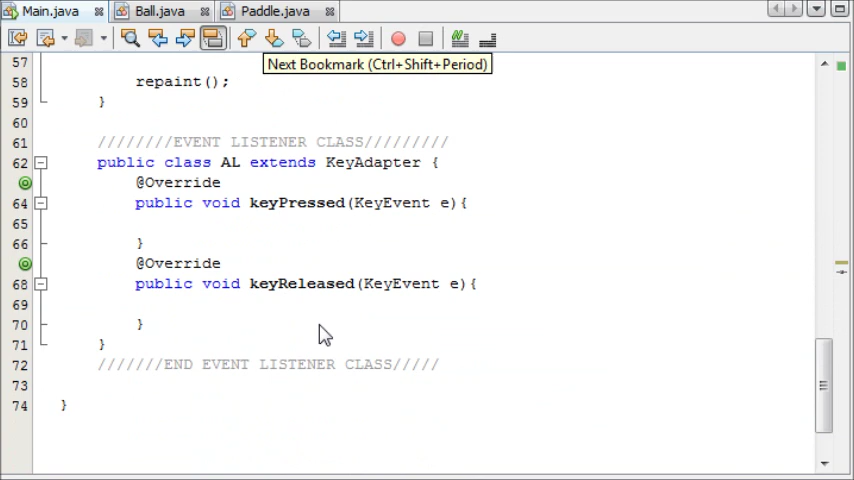 Main.java Ball.java Paddle.java
Next Bookmark (Ctrl+Shift+Period)
57
58 repaint();
59 }
60
61 ////////EVENT LISTENER CLASS/////////
62 public class AL extends KeyAdapter {
@Override
64 public void keyPressed(KeyEvent e){
65
66 }
@Override
68 public void keyReleased(KeyEvent e){
69
70 }
71 }
72 ///////END EVENT LISTENER CLASS/////
73
74 }